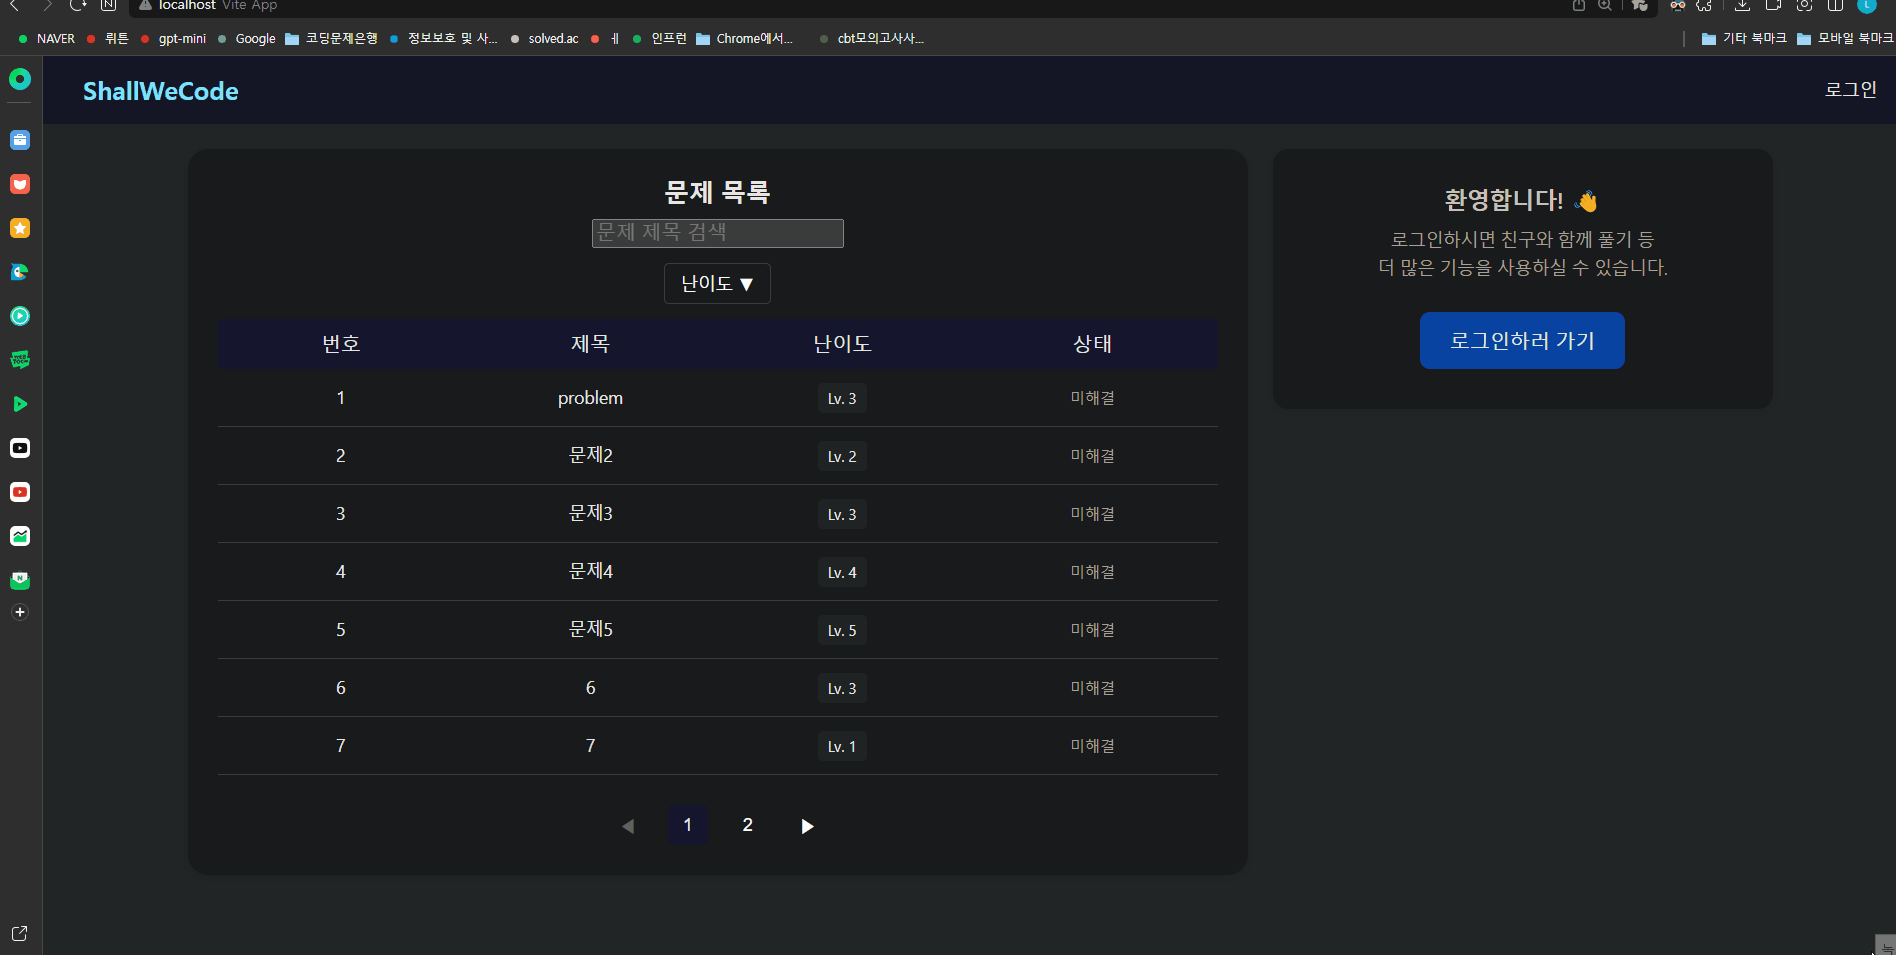 localhost Vite App
NAVER 뤼튼 gpt-mini Google 코딩문제은행 정보보호 및 사... solved.ac ㅔ 인프런 Chrome에서... cbt모의고사사... 기타 북마크 모바일 북마크
ShallWeCode 로그인
문제 목록
문제 제목 검색
난이도 ▼
번호 제목 난이도 상태
1 problem Lv. 3 미해결
2 문제2 Lv. 2 미해결
3 문제3 Lv. 3 미해결
4 문제4 Lv. 4 미해결
5 문제5 Lv. 5 미해결
6 6 Lv. 3 미해결
7 7 Lv. 1 미해결
◀ 1 2 ▶
환영합니다! 👋
로그인하시면 친구와 함께 풀기 등
더 많은 기능을 사용하실 수 있습니다.
로그인하러 가기